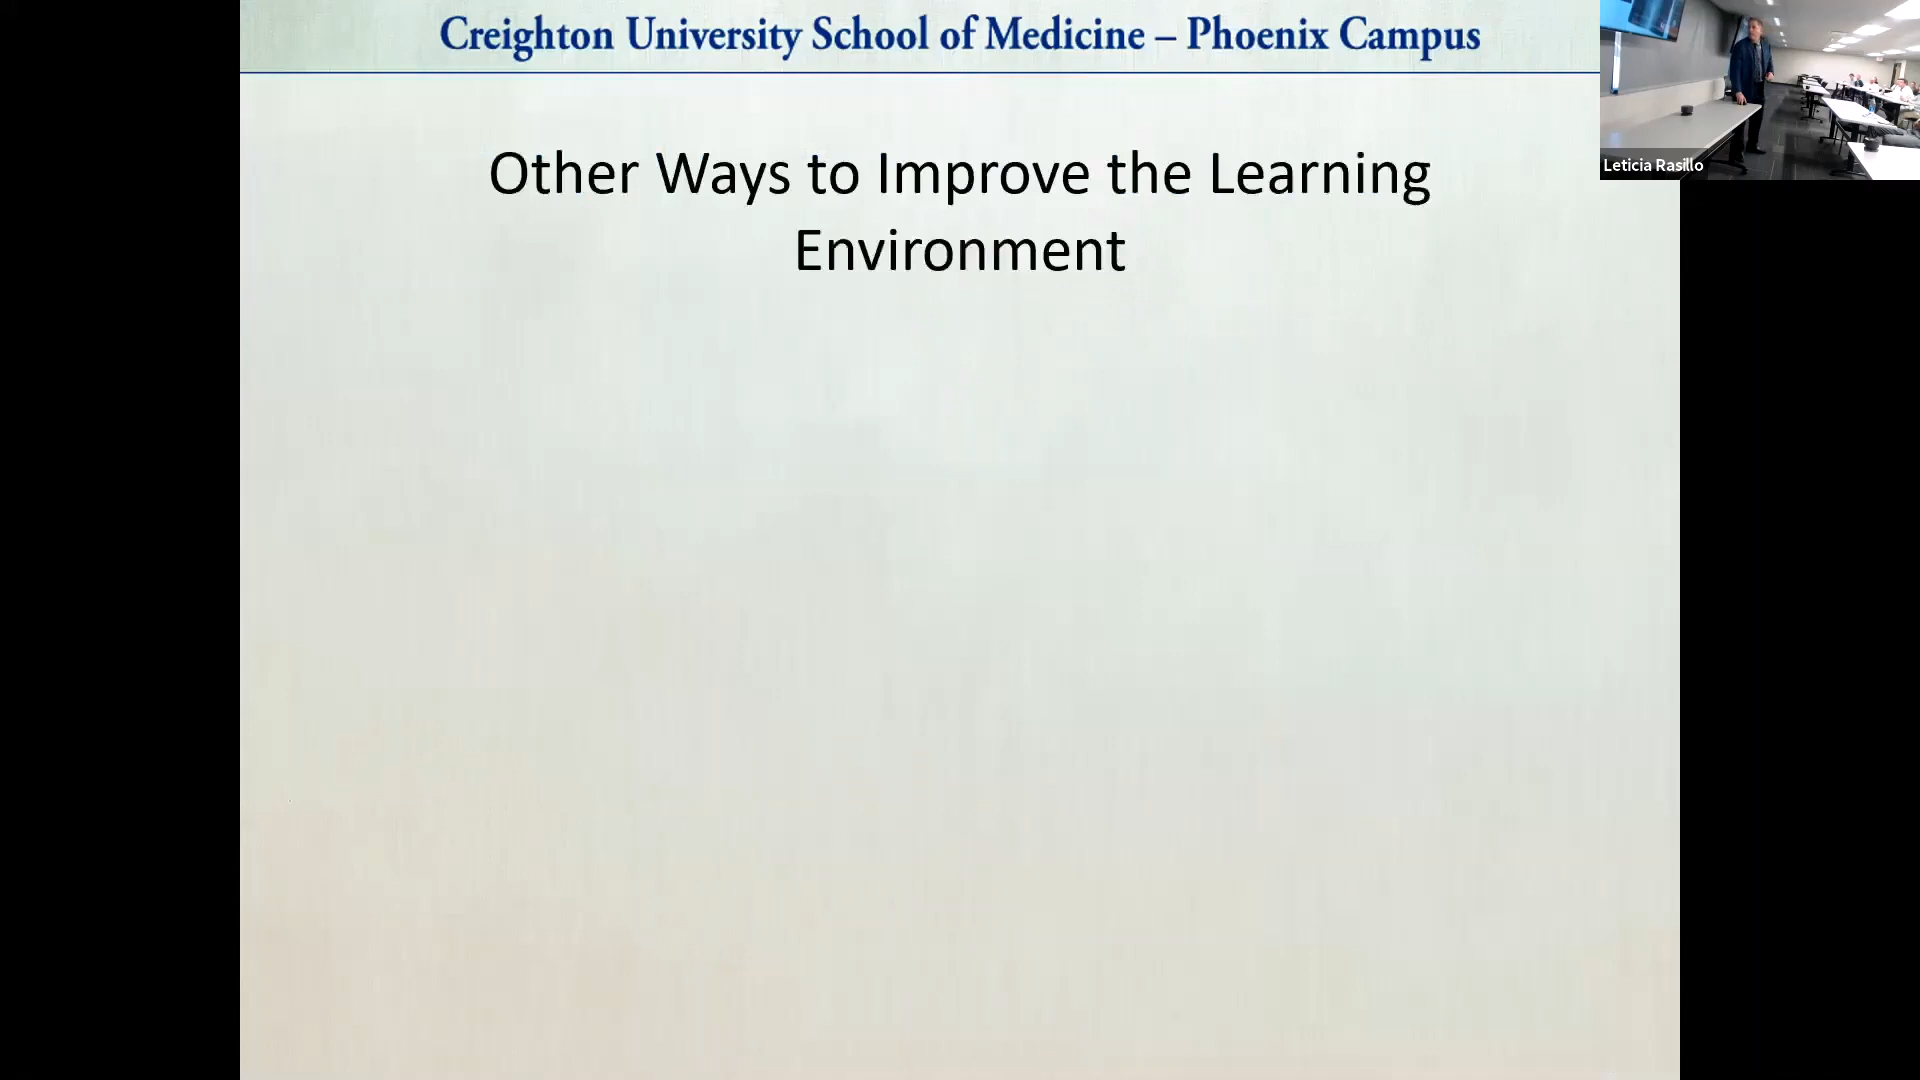 Creighton University School of Medicine – Phoenix Campus
Other Ways to Improve the Learning
Environment
Leticia Rasillo